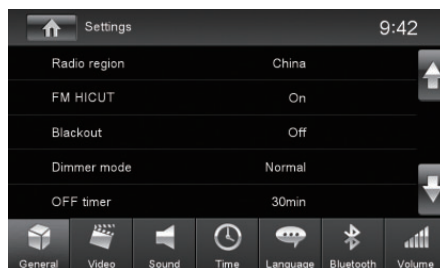 Settings 9:42
Radio region China
FM HICUT On
Blackout Off
Dimmer mode Normal
OFF timer 30min
General Video Sound Time Language Bluetooth Volume